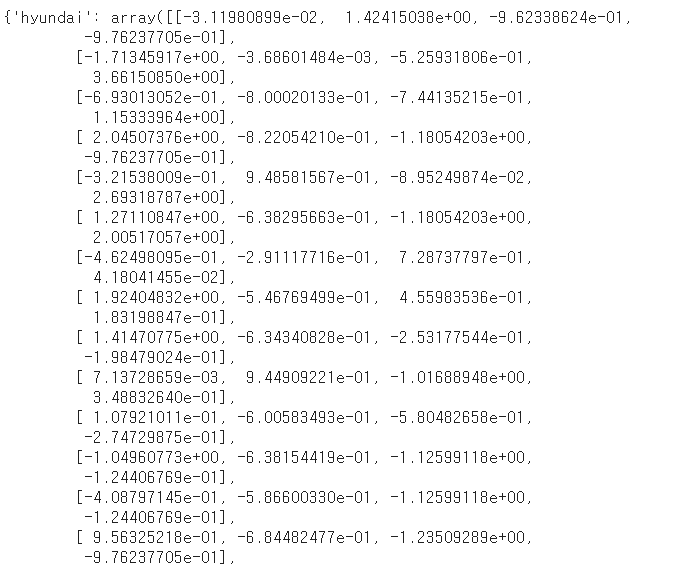 {'hyundai': array([[-3.11980899e-02,  1.42415038e+00, -9.62338624e-01,
        -9.76237705e-01],
       [-1.71345917e+00, -3.68601484e-03, -5.25931806e-01,
         3.66150850e+00],
       [-6.93013052e-01, -8.00020133e-01, -7.44135215e-01,
         1.15333964e+00],
       [ 2.04507376e+00, -8.22054210e-01, -1.18054203e+00,
        -9.76237705e-01],
       [-3.21538009e-01,  9.48581567e-01, -8.95249874e-02,
         2.69318787e+00],
       [ 1.27110847e+00, -6.38295663e-01, -1.18054203e+00,
         2.00517057e+00],
       [-4.62498095e-01, -2.91117716e-01,  7.28737797e-01,
         4.18041455e-02],
       [ 1.92404832e+00, -5.46769499e-01,  4.55983536e-01,
         1.83198847e-01],
       [ 1.41470775e+00, -6.34340828e-01, -2.53177544e-01,
        -1.98479024e-01],
       [ 7.13728659e-03,  9.44909221e-01, -1.01688948e+00,
         3.48832640e-01],
       [ 1.07921011e-01, -6.00583493e-01, -5.80482658e-01,
        -2.74729875e-01],
       [-1.04960773e+00, -6.38154419e-01, -1.12599118e+00,
        -1.24406769e-01],
       [-4.08797145e-01, -5.86600330e-01, -1.12599118e+00,
        -1.24406769e-01],
       [ 9.56325218e-01, -6.84482477e-01, -1.23509289e+00,
        -9.76237705e-01],